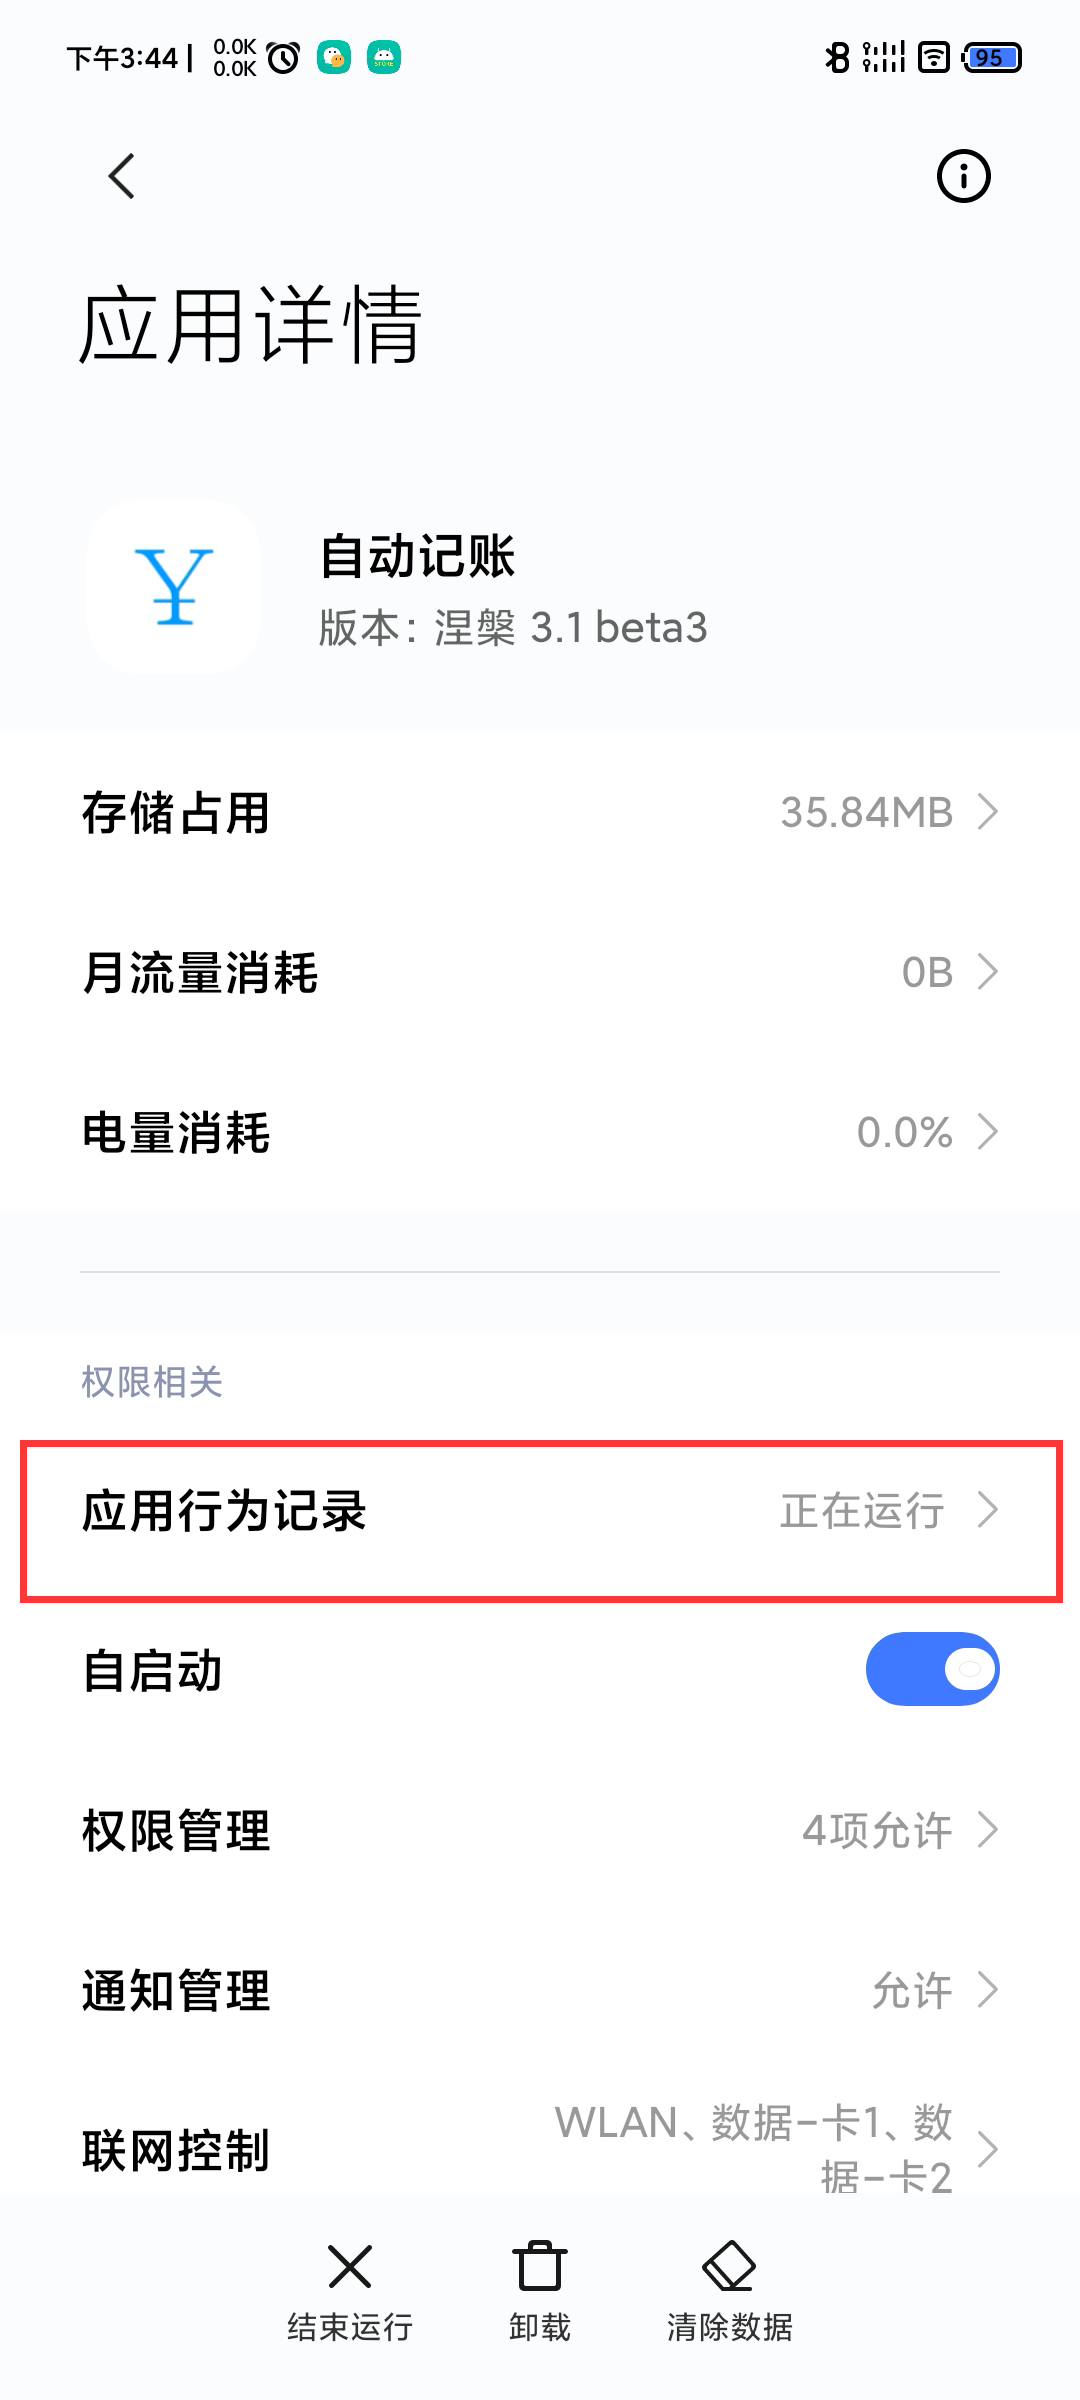 下午3:44 0.0K
0.0K
STORE
95
应用详情
¥
自动记账
版本：涅槃 3.1 beta3
存储占用 35.84MB
月流量消耗 0B
电量消耗 0.0%
权限相关
应用行为记录 正在运行
自启动
权限管理 4项允许
通知管理 允许
联网控制 WLAN、数据-卡1、数
据-卡2
结束运行 卸载 清除数据